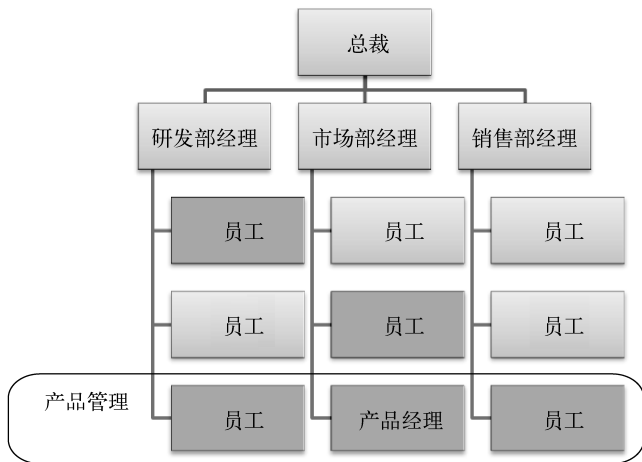 总裁
研发部经理
市场部经理
销售部经理
员工
员工
员工
员工
员工
员工
产品管理
员工
产品经理
员工